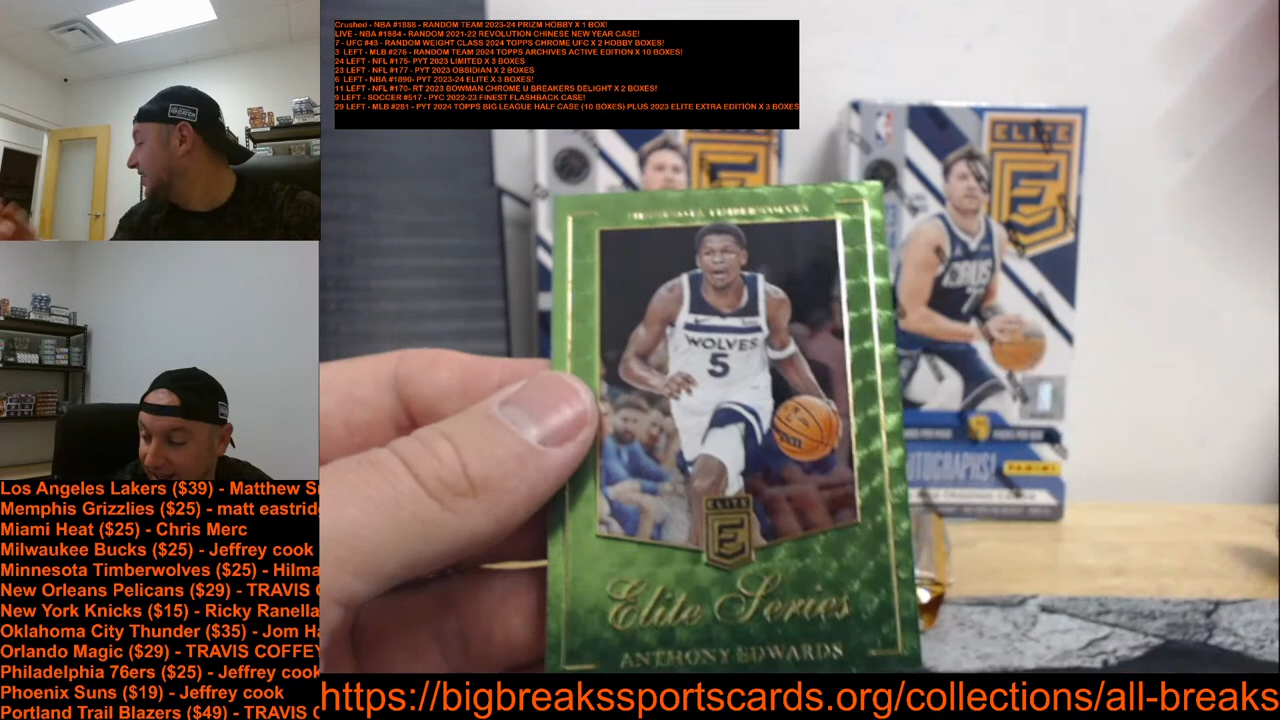 Crushed - NBA #1888 - RANDOM TEAM 2023-24 PRIZM HOBBY X 1 BOX!
LIVE - NBA #1884 - RANDOM 2021-22 REVOLUTION CHINESE NEW YEAR CASE!
7 - UFC #43 - RANDOM WEIGHT CLASS 2024 TOPPS CHROME UFC X 2 HOBBY BOXES!
3 LEFT - MLB #276 - RANDOM TEAM 2024 TOPPS ARCHIVES ACTIVE EDITION X 10 BOXES!
24 LEFT - NFL #175- PYT 2023 LIMITED X 3 BOXES
23 LEFT - NFL #177 - PYT 2023 OBSIDIAN X 2 BOXES
6 LEFT - NBA #1890- PYT 2023-24 ELITE X 3 BOXES!
11 LEFT - NFL #170- RT 2023 BOWMAN CHROME U BREAKERS DELIGHT X 2 BOXES!
9 LEFT - SOCCER #517 - PYC 2022-23 FINEST FLASHBACK CASE!
29 LEFT - MLB #281 - PYT 2024 TOPPS BIG LEAGUE HALF CASE (10 BOXES) PLUS 2023 ELITE EXTRA EDITION X 3 BOXES
ELITE
E
ELITE
E
MINNESOTA TIMBERWOLVES
WOLVES
5
ELITE
E
Elite Series
ANTHONY EDWARDS
7
AUTOGRAPHS!
PANINI
Los Angeles Lakers ($39) - Matthew
Memphis Grizzlies ($25) - matt eastrid
Miami Heat ($25) - Chris Merc
Milwaukee Bucks ($25) - Jeffrey cook
Minnesota Timberwolves ($25) - Hilma
New Orleans Pelicans ($29) - TRAVIS
New York Knicks ($15) - Ricky Ranella
Oklahoma City Thunder ($35) - Jom
Orlando Magic ($29) - TRAVIS COFFEY
Philadelphia 76ers ($25) - Jeffrey cook
Phoenix Suns ($19) - Jeffrey cook
Portland Trail Blazers ($49) - TRAVIS
https://bigbreakssportscards.org/collections/all-breaks